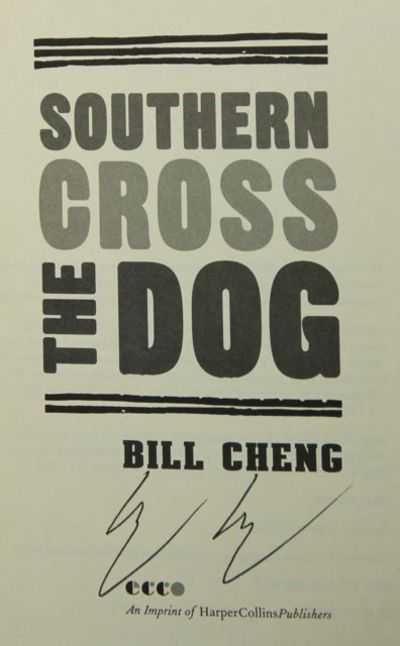 SOUTHERN
CROSS
THE DOG
BILL CHENG
ecco
An Imprint of HarperCollinsPublishers